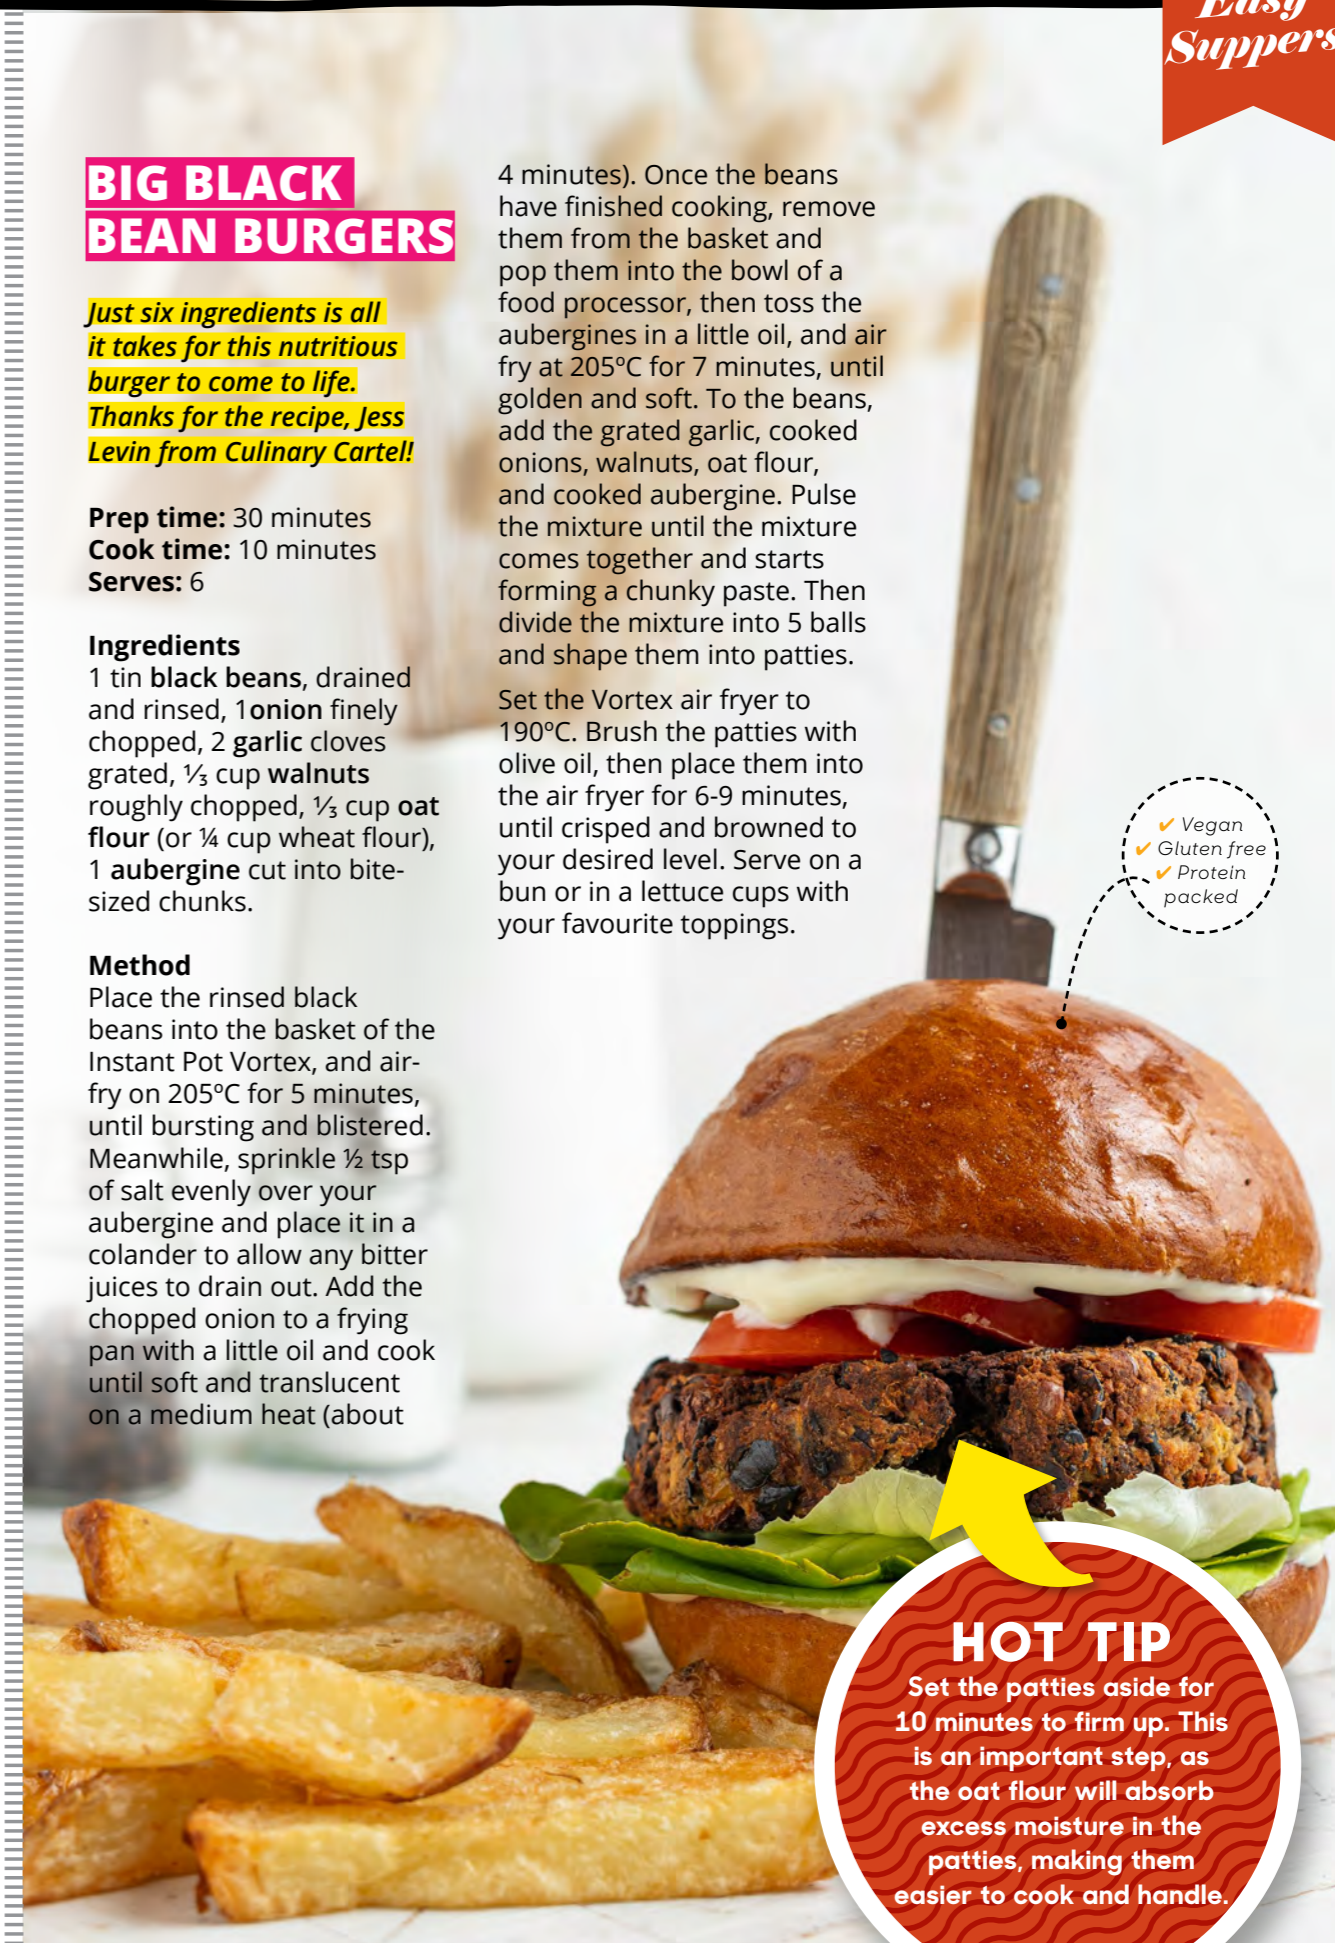 Easy
Suppers
BIG BLACK
BEAN BURGERS
Just six ingredients is all
it takes for this nutritious
burger to come to life.
Thanks for the recipe, Jess
Levin from Culinary Cartel!
Prep time: 30 minutes
Cook time: 10 minutes
Serves: 6
Ingredients
1 tin black beans, drained
and rinsed, 1onion finely
chopped, 2 garlic cloves
grated, ⅓ cup walnuts
roughly chopped, ⅓ cup oat
flour (or ¼ cup wheat flour),
1 aubergine cut into bite-
sized chunks.
Method
Place the rinsed black
beans into the basket of the
Instant Pot Vortex, and air-
fry on 205ºC for 5 minutes,
until bursting and blistered.
Meanwhile, sprinkle ½ tsp
of salt evenly over your
aubergine and place it in a
colander to allow any bitter
juices to drain out. Add the
chopped onion to a frying
pan with a little oil and cook
until soft and translucent
on a medium heat (about
4 minutes). Once the beans
have finished cooking, remove
them from the basket and
pop them into the bowl of a
food processor, then toss the
aubergines in a little oil, and air
fry at 205ºC for 7 minutes, until
golden and soft. To the beans,
add the grated garlic, cooked
onions, walnuts, oat flour,
and cooked aubergine. Pulse
the mixture until the mixture
comes together and starts
forming a chunky paste. Then
divide the mixture into 5 balls
and shape them into patties.
Set the Vortex air fryer to
190ºC. Brush the patties with
olive oil, then place them into
the air fryer for 6-9 minutes,
until crisped and browned to
your desired level. Serve on a
bun or in a lettuce cups with
your favourite toppings.
✔ Vegan
✔ Gluten free
✔ Protein
packed
HOT TIP
Set the patties aside for
10 minutes to firm up. This
is an important step, as
the oat flour will absorb
excess moisture in the
patties, making them
easier to cook and handle.